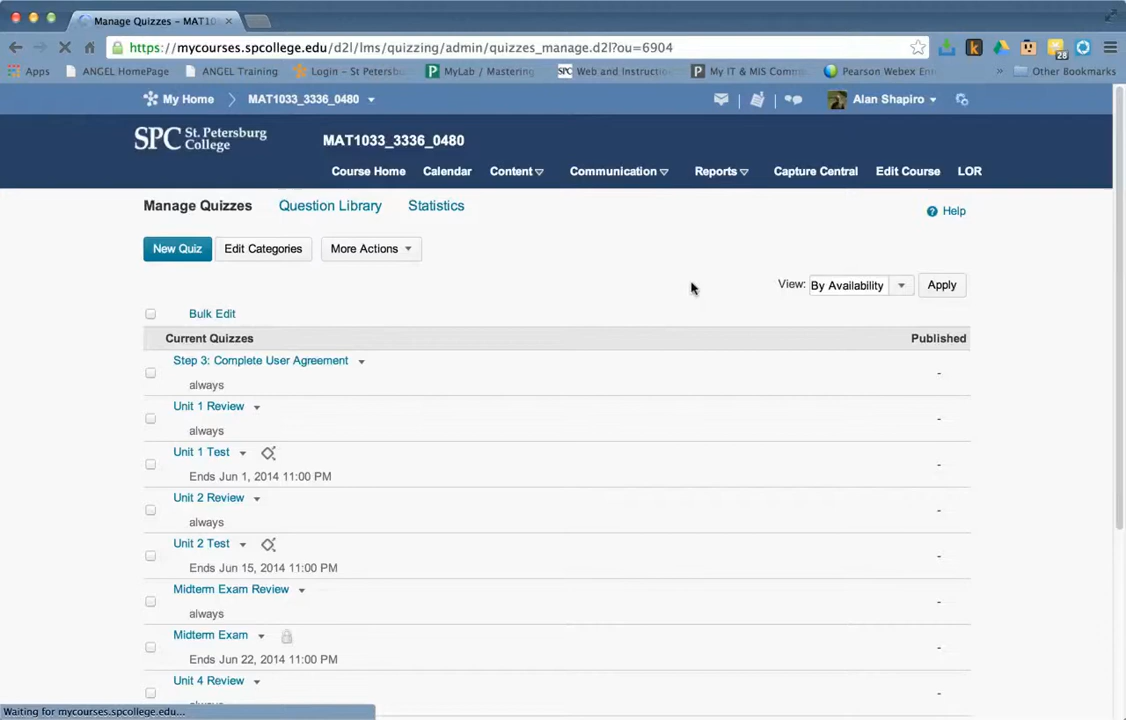 Manage Quizzes – MAT10
https://mycourses.spcollege.edu/d2l/lms/quizzing/admin/quizzes_manage.d2l?ou=6904
28
Apps ANGEL HomePage ANGEL Training Login – St Petersbu MyLab / Mastering SPC Web and Instructio My IT & MIS Comm Pearson Webex Enr » Other Bookmarks
My Home MAT1033_3336_0480 Alan Shapiro
SPC St. Petersburg College MAT1033_3336_0480
Course Home Calendar Content Communication Reports Capture Central Edit Course LOR
Manage Quizzes Question Library Statistics Help
New Quiz Edit Categories More Actions
View: By Availability Apply
Bulk Edit
Current Quizzes Published
Step 3: Complete User Agreement
-
always
Unit 1 Review
-
always
Unit 1 Test
-
Ends Jun 1, 2014 11:00 PM
Unit 2 Review
-
always
Unit 2 Test
-
Ends Jun 15, 2014 11:00 PM
Midterm Exam Review
-
always
Midterm Exam
-
Ends Jun 22, 2014 11:00 PM
Unit 4 Review
-
always
Waiting for mycourses.spcollege.edu...